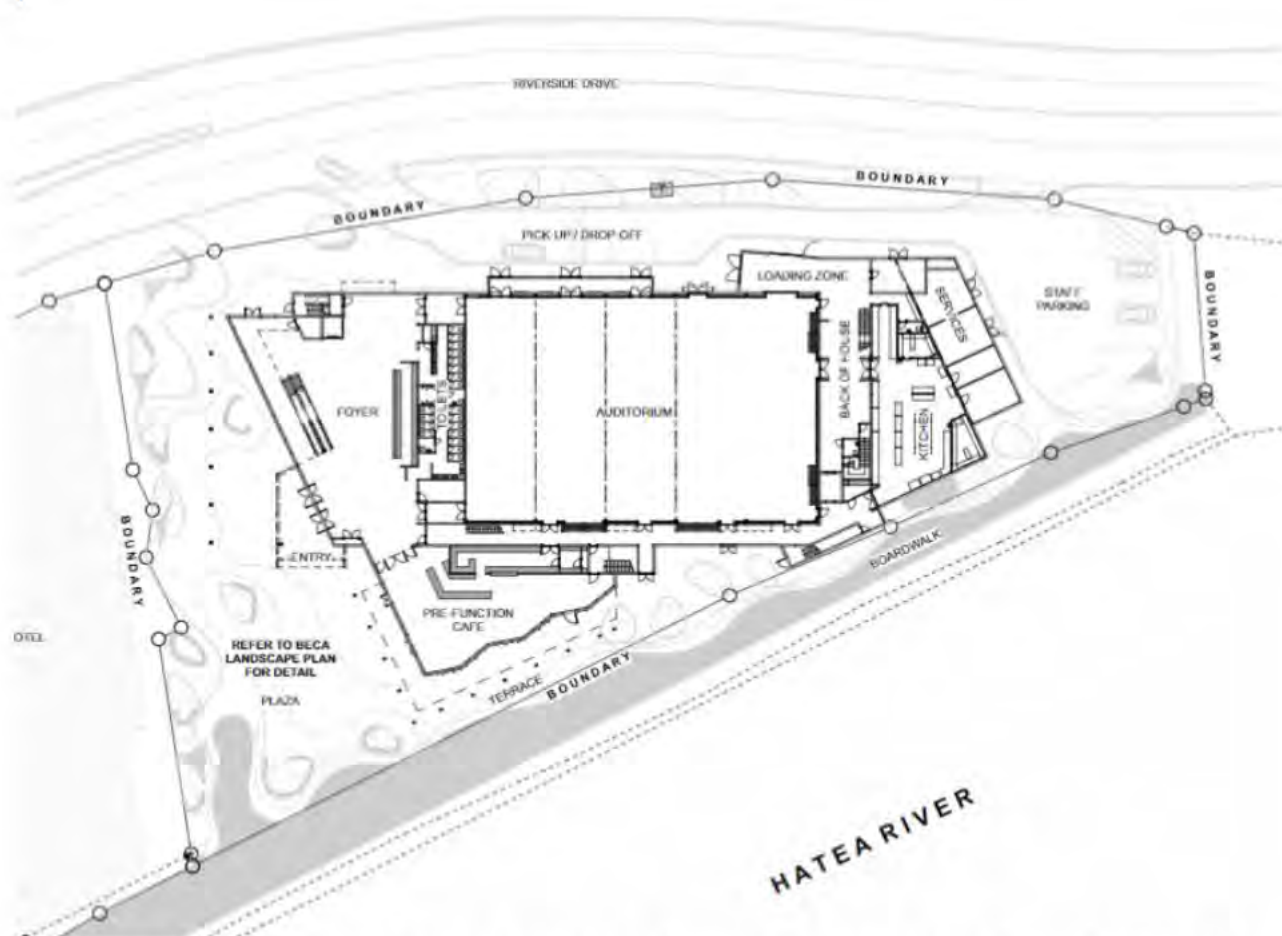 RIVERSIDE DRIVE
BOUNDARY
BOUNDARY
PICK UP / DROP OFF
LOADING ZONE
SERVICES
STAFF
PARKING
BOUNDARY
FOYER
TOILETS
AUDITORIUM
BACK OF HOUSE
KITCHEN
BOUNDARY
ENTRY
BOARDWALK
PRE-FUNCTION
CAFE
REFER TO BECA
LANDSCAPE PLAN
FOR DETAIL
PLAZA
TERRACE
BOUNDARY
HATEA RIVER